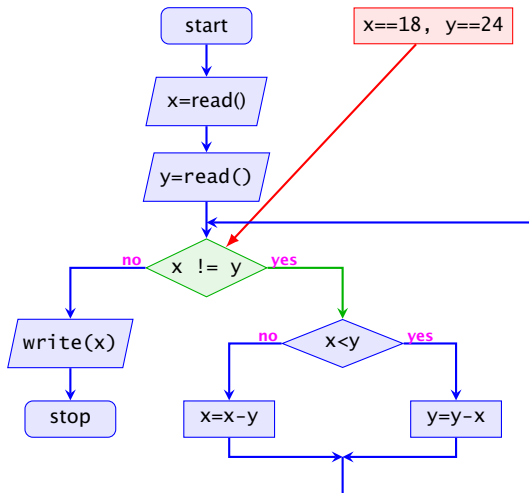 start
x==18, y==24
x=read()
y=read()
x != y
no
yes
write(x)
x<y
no
yes
stop
x=x-y
y=y-x